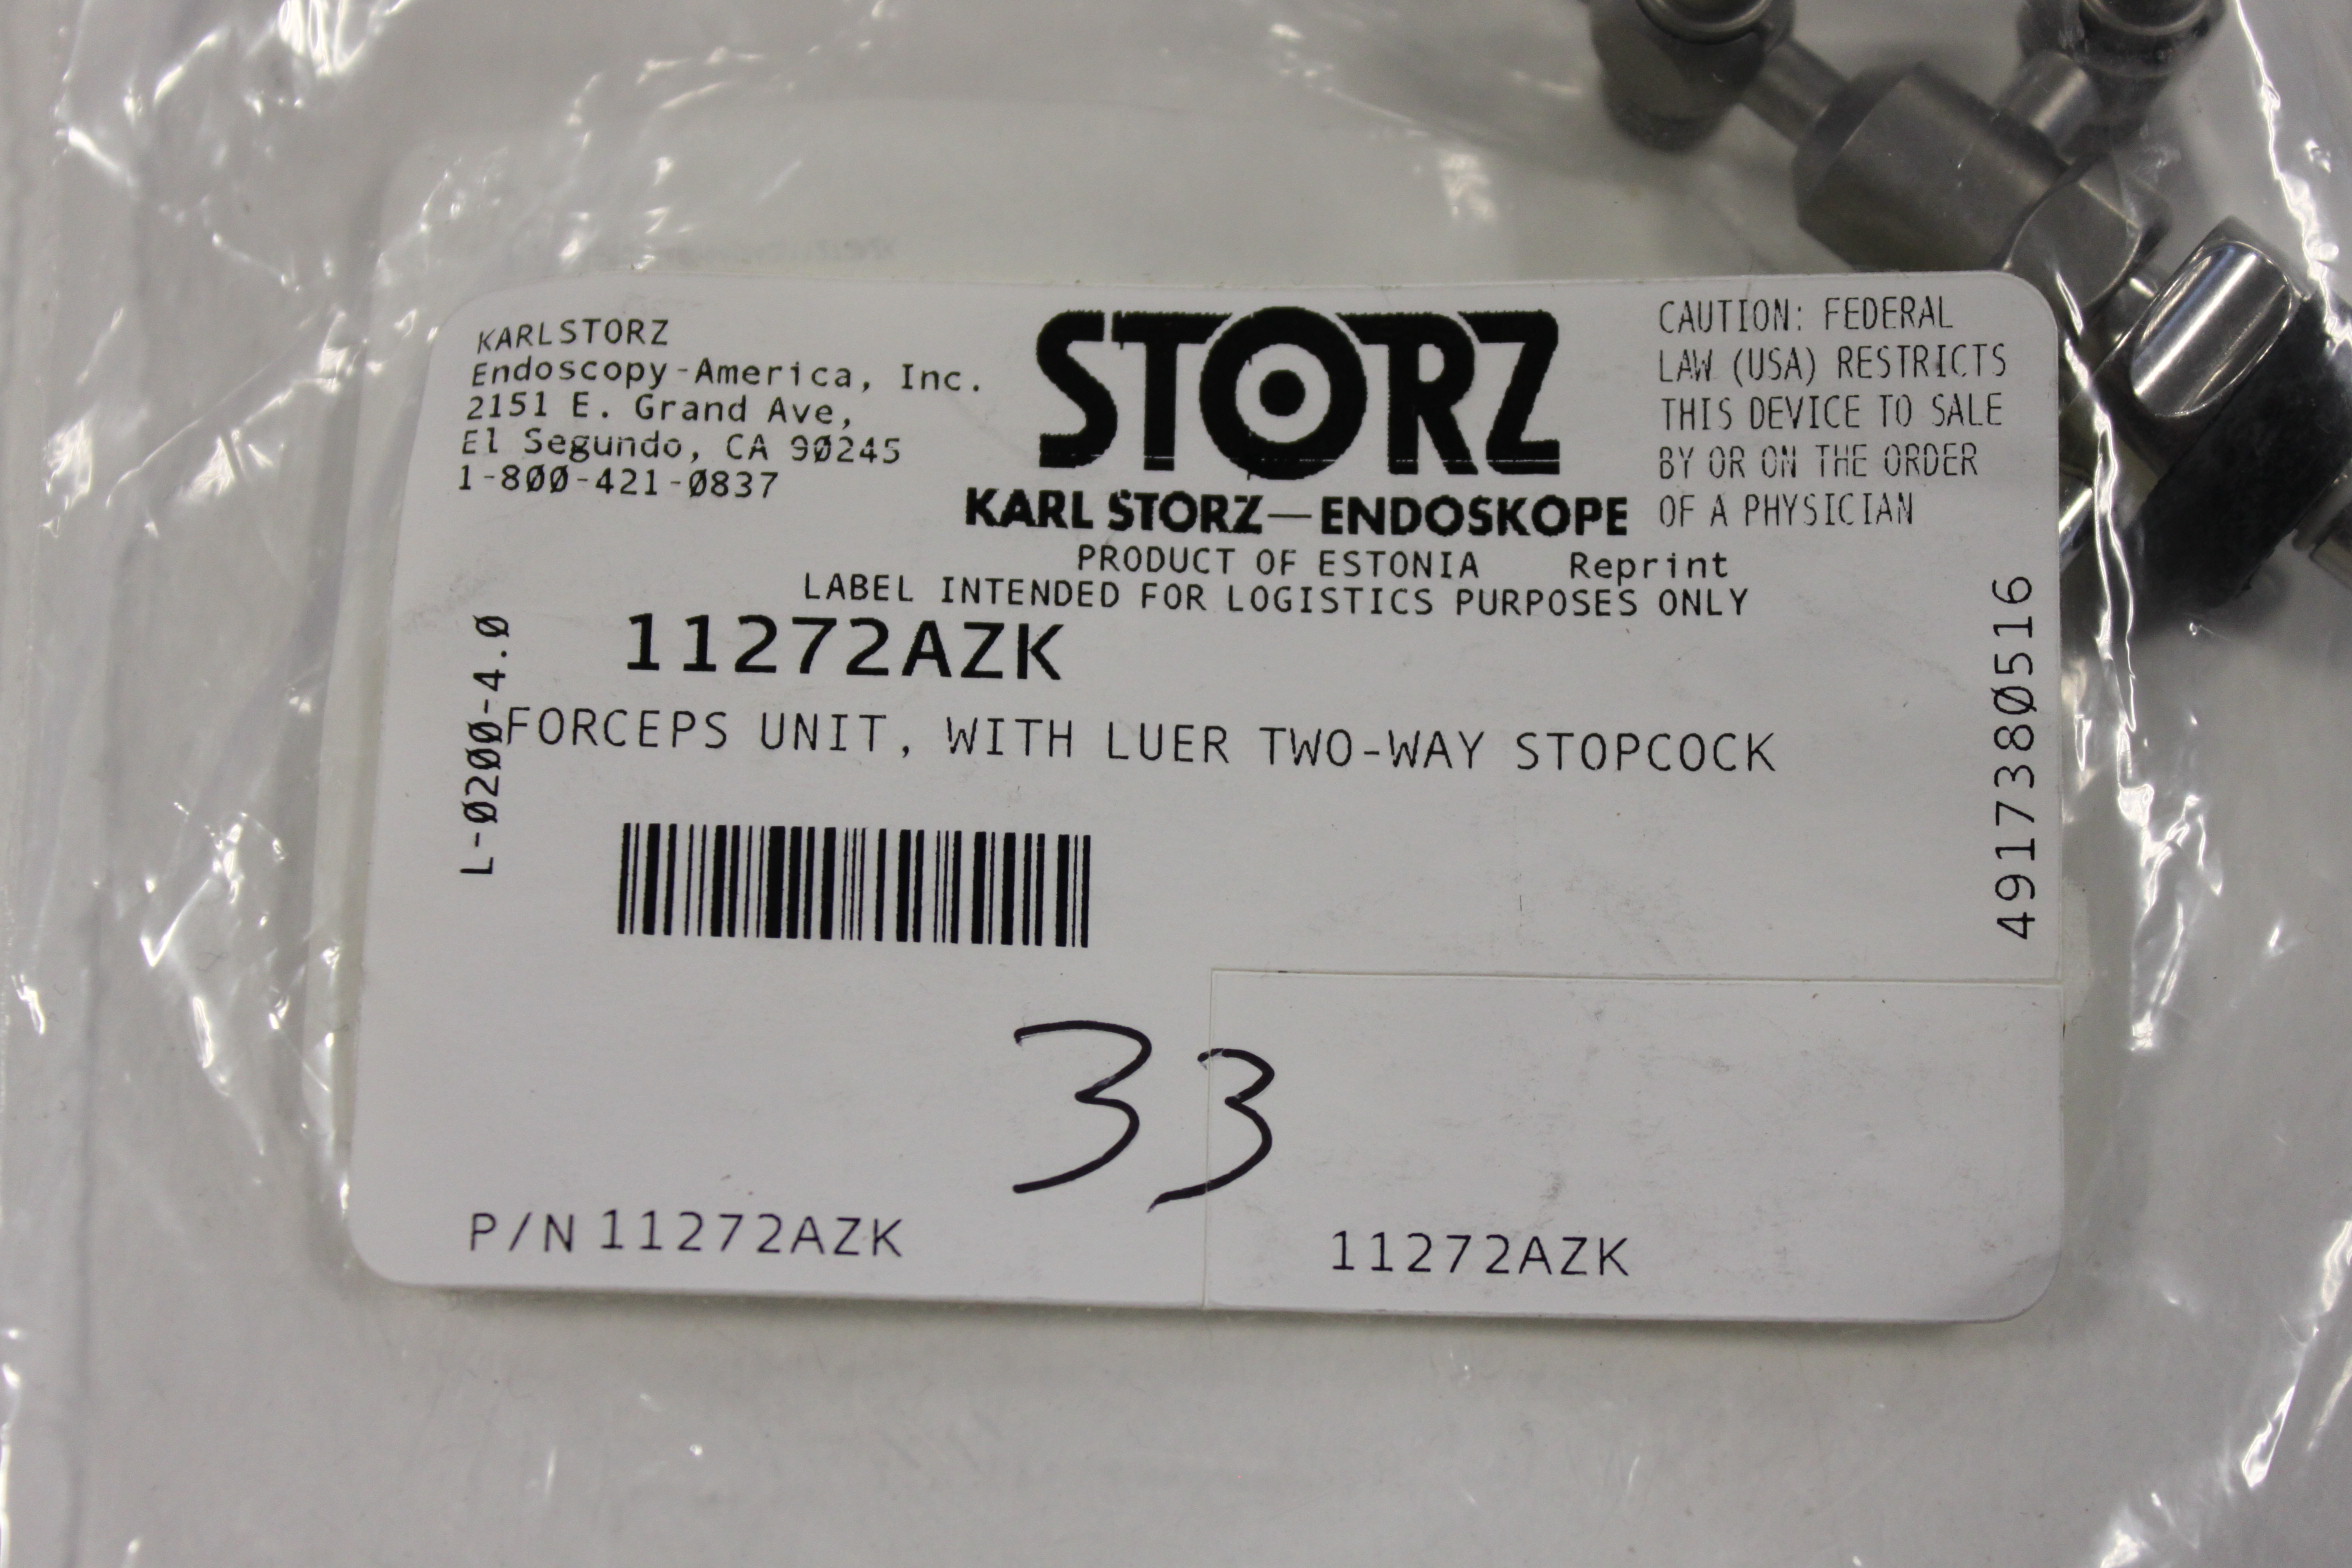 KARL STORZ
Endoscopy-America, Inc.
2151 E. Grand Ave,
El Segundo, CA 90245
1-800-421-0837
STORZ
KARL STORZ—ENDOSKOPE
CAUTION: FEDERAL
LAW (USA) RESTRICTS
THIS DEVICE TO SALE
BY OR ON THE ORDER
OF A PHYSICIAN
PRODUCT OF ESTONIA Reprint
LABEL INTENDED FOR LOGISTICS PURPOSES ONLY
11272AZK
L-0200-4.0
FORCEPS UNIT, WITH LUER TWO-WAY STOPCOCK
4917380516
33
P/N 11272AZK
11272AZK